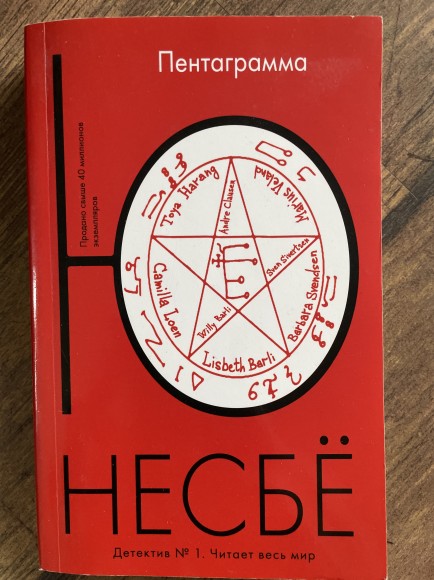 Пентаграмма
Продано свыше 40 миллионов
экземпляров
Ю
Toya Harang
Marius Veland
Andre Clausen
Sven Sivertsen
Camilla Loen
Barbara Svendsen
Willy Barli
Lisbeth Barli
НЕСБЁ
Детектив № 1. Читает весь мир